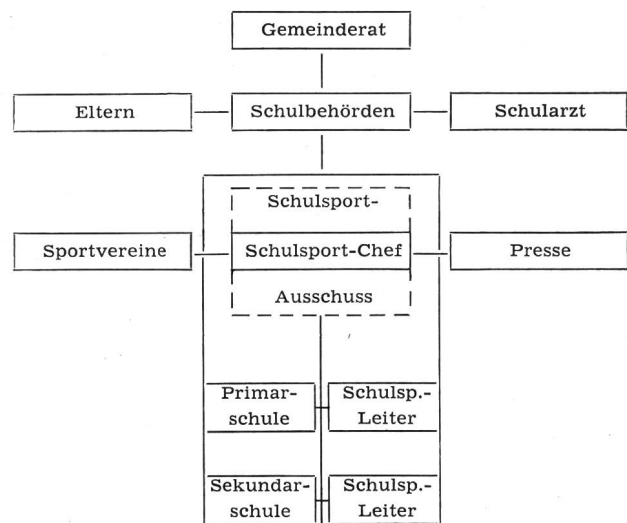 Gemeinderat
Eltern
Schulbehörden
Schularzt
Schulsport-
Sportvereine
Schulsport-Chef
Presse
Ausschuss
Primar-
schule
Schulsp.-
Leiter
Sekundar-
schule
Schulsp.-
Leiter